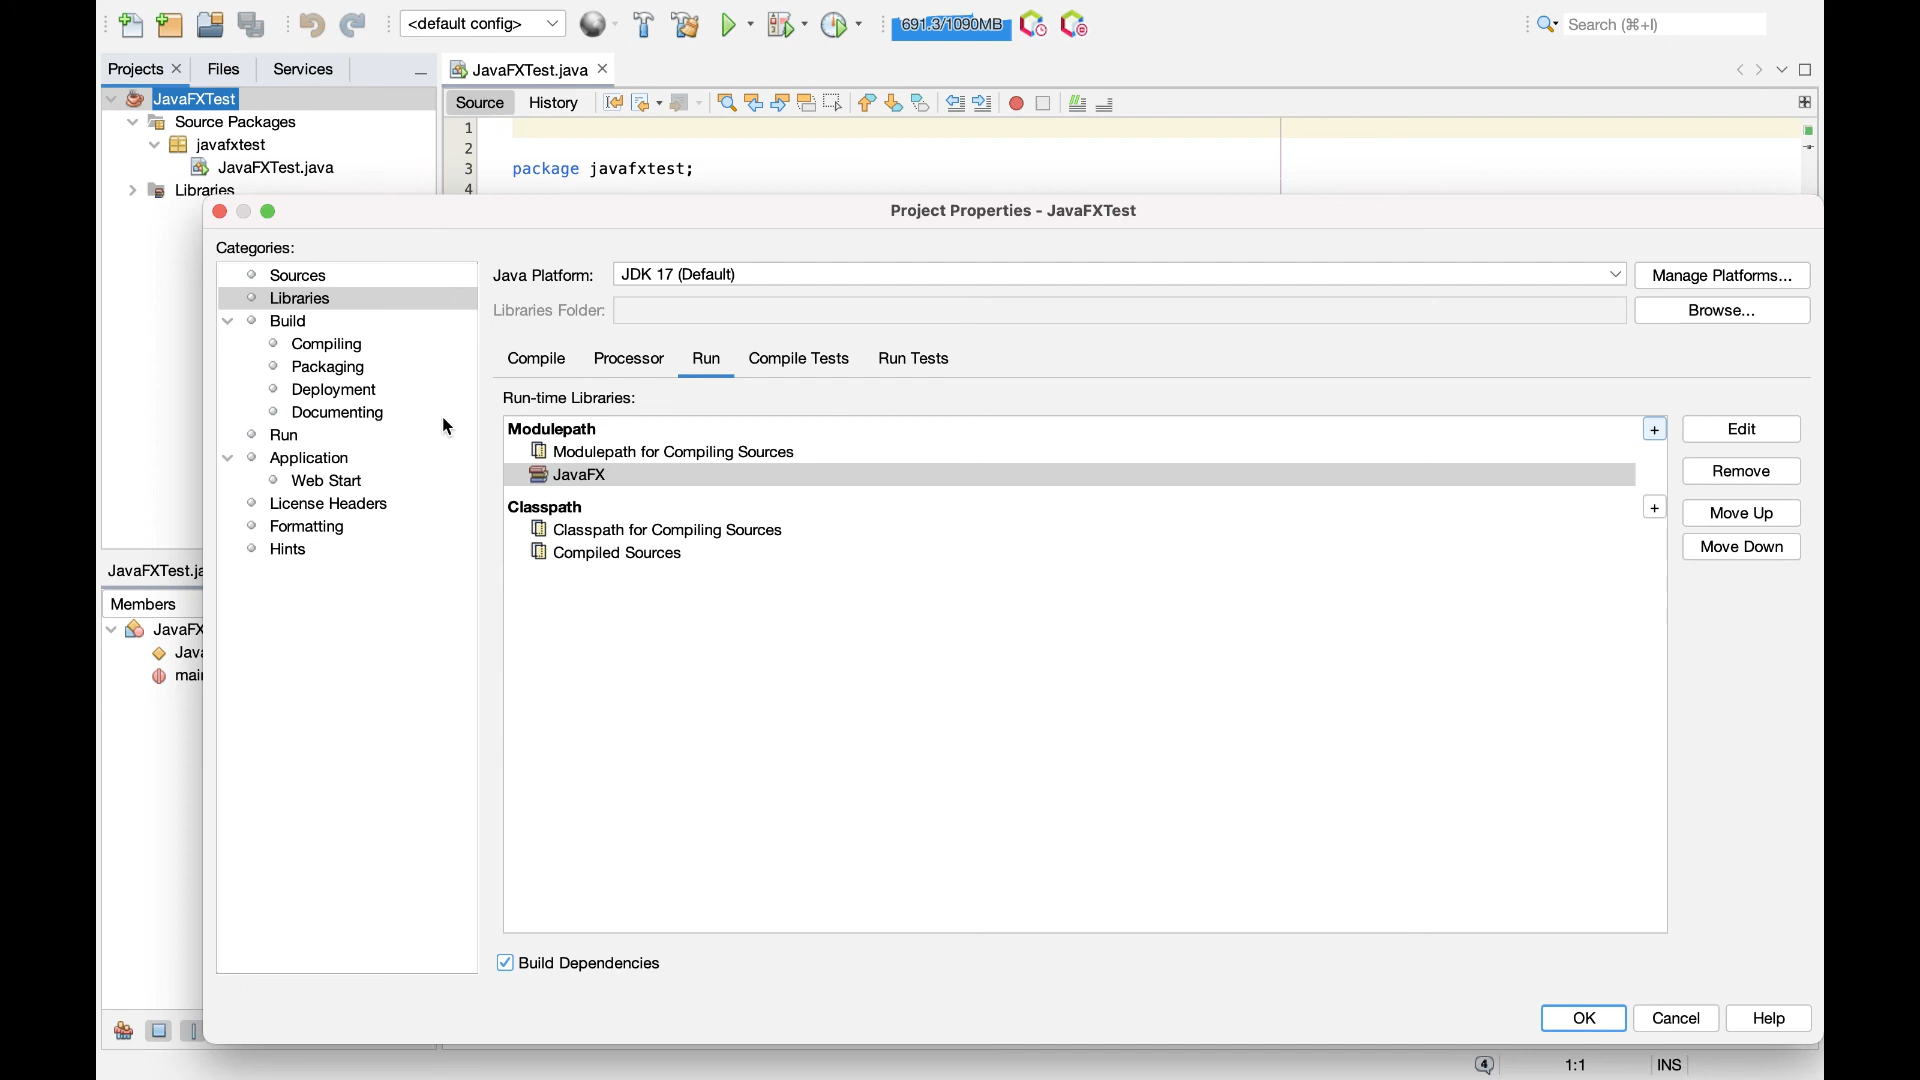 <default config>
691.3/1090MB
Search (⌘+I)
Projects
Files
Services
JavaFXTest.java
JavaFXTest
Source Packages
javafxtest
JavaFXTest.java
Libraries
Source
History
1
2
3 package javafxtest;
4
Project Properties - JavaFXTest
Categories:
Sources
Libraries
Build
Compiling
Packaging
Deployment
Documenting
Run
Application
Web Start
License Headers
Formatting
Hints
Java Platform: JDK 17 (Default) Manage Platforms...
Libraries Folder: Browse...
Compile Processor Run Compile Tests Run Tests
Run-time Libraries:
Modulepath
Modulepath for Compiling Sources
JavaFX
Classpath
Classpath for Compiling Sources
Compiled Sources
+
+
Edit
Remove
Move Up
Move Down
Build Dependencies
OK Cancel Help
JavaFXTest.ja
Members
JavaFX
Java
main
4 1:1 INS